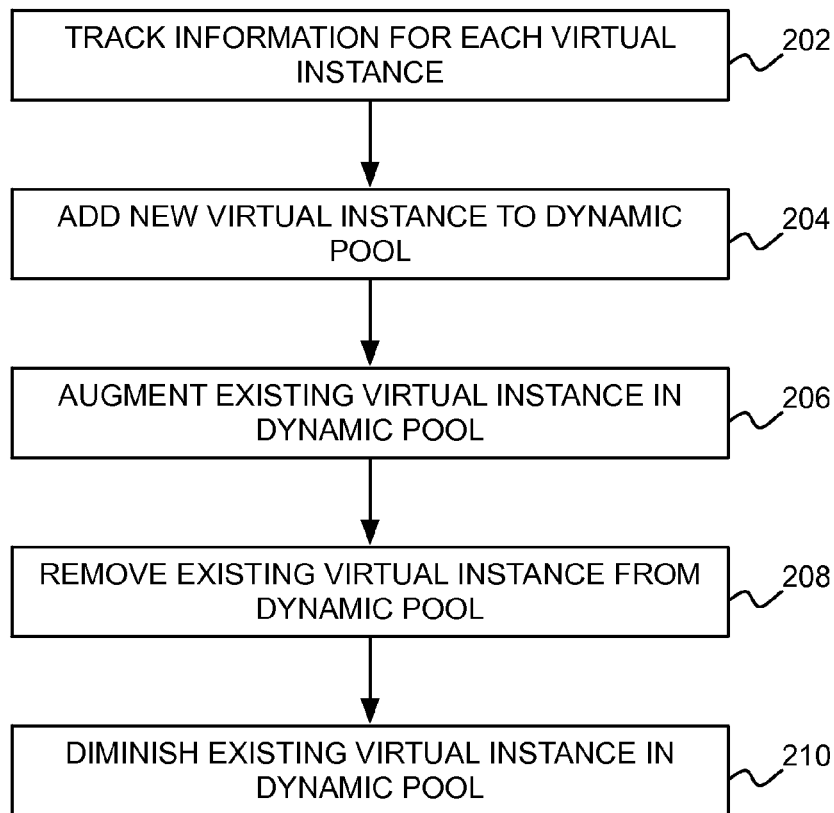 TRACK INFORMATION FOR EACH VIRTUAL
INSTANCE
202
ADD NEW VIRTUAL INSTANCE TO DYNAMIC
POOL
204
AUGMENT EXISTING VIRTUAL INSTANCE IN
DYNAMIC POOL
206
REMOVE EXISTING VIRTUAL INSTANCE FROM
DYNAMIC POOL
208
DIMINISH EXISTING VIRTUAL INSTANCE IN
DYNAMIC POOL
210